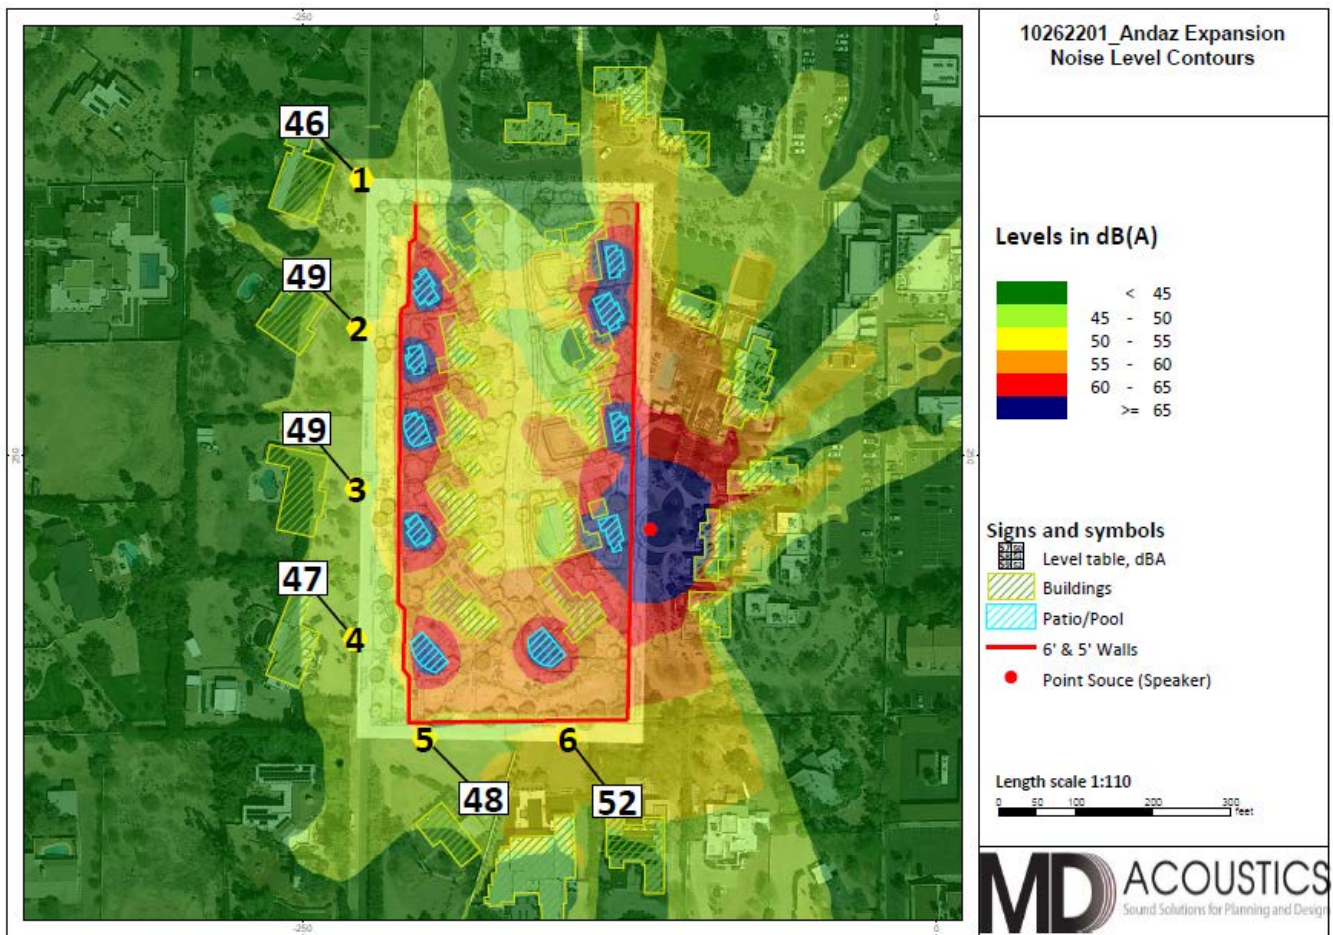 -250
0
10262201_Andaz Expansion
Noise Level Contours
46
1
49
2
49
3
47
4
5
6
48
52
250
-250
0
Levels in dB(A)
< 45
45 - 50
50 - 55
55 - 60
60 - 65
>= 65
Signs and symbols
Level table, dBA
Buildings
Patio/Pool
6' & 5' Walls
Point Souce (Speaker)
Length scale 1:110
0 50 100 200 300
feet
MD ACOUSTICS
Sound Solutions for Planning and Design